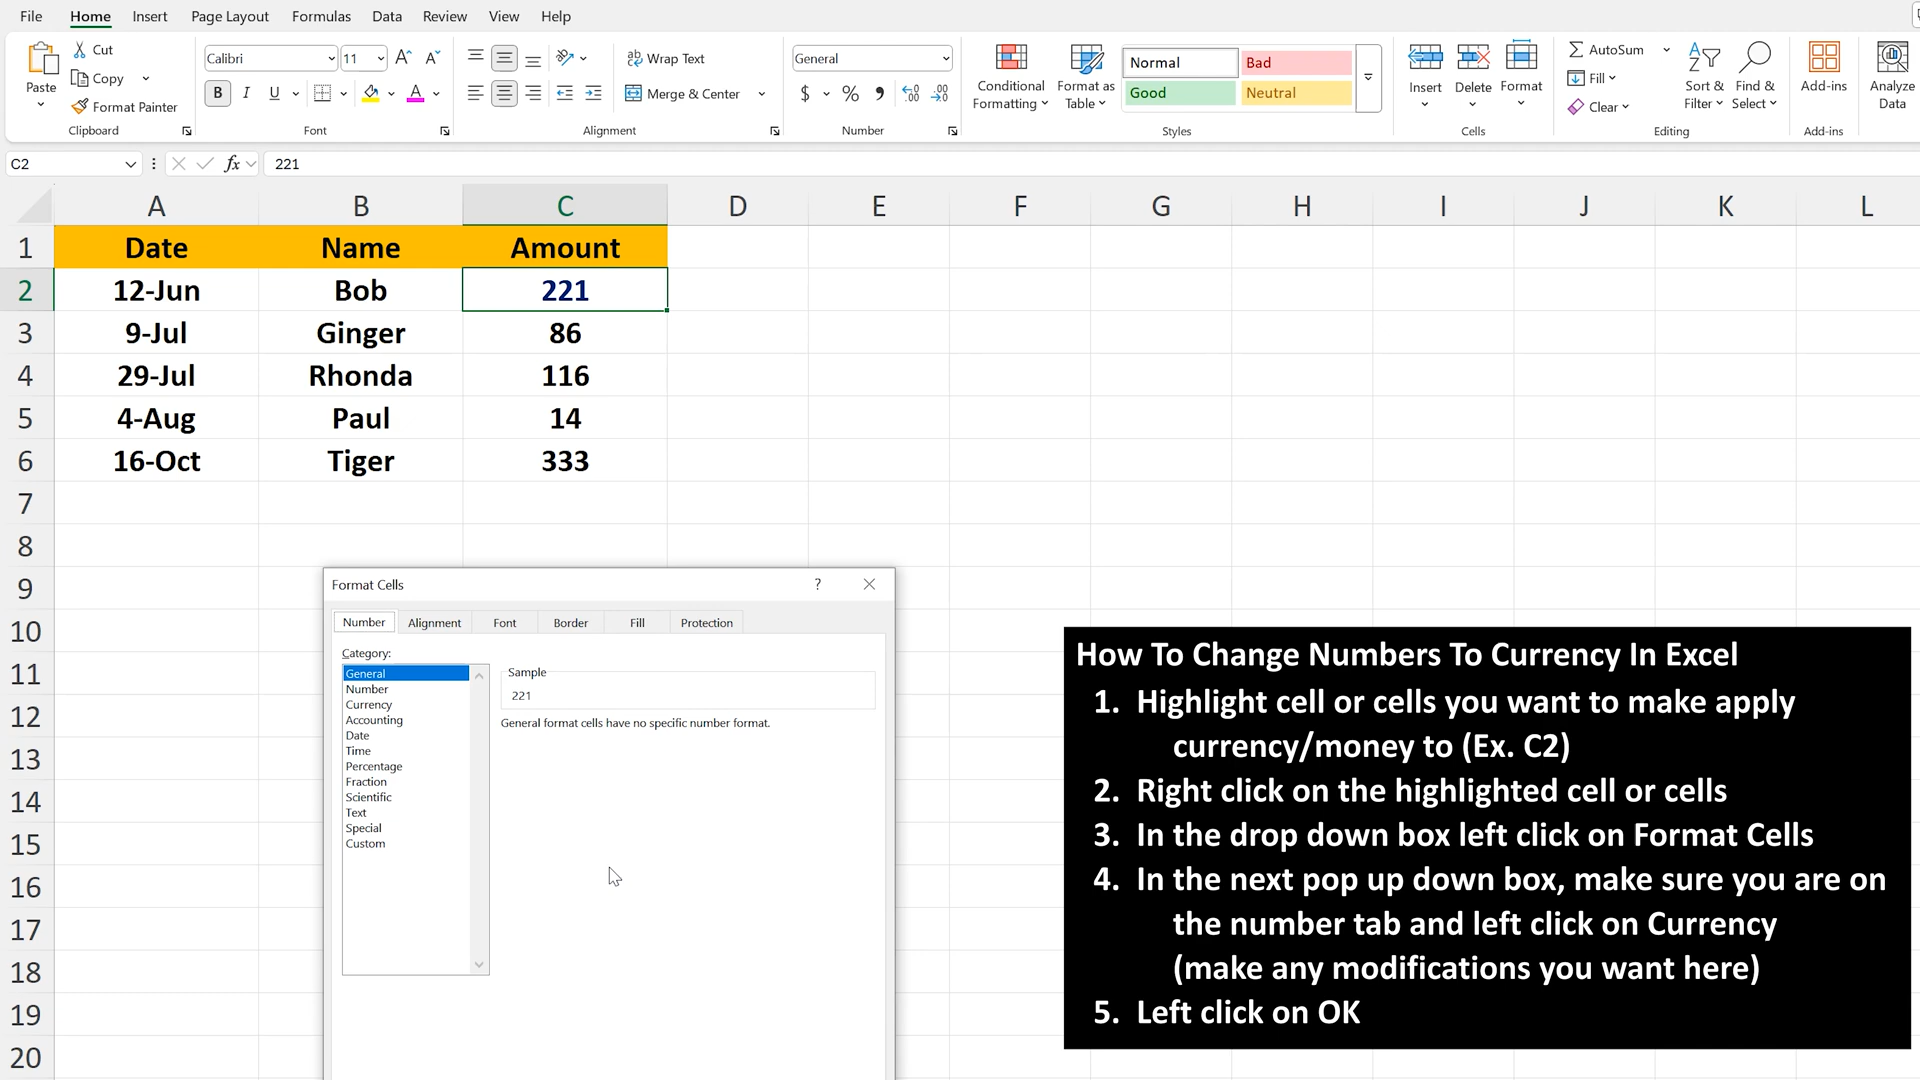 File Home Insert Page Layout Formulas Data Review View Help
Paste
Cut
Copy
Format Painter
Clipboard
Calibri 11
B I U
Font
Wrap Text
Merge & Center
Alignment
General
$ % 9
Number
Conditional Formatting
Format as Table
Normal Bad
Good Neutral
Styles
Insert Delete Format
Cells
AutoSum
Fill
Clear
Sort & Filter
Find & Select
Editing
Add-ins
Add-ins
Analyze Data
C2 fx 221
A B C D E F G H I J K L
1 Date Name Amount
2 12-Jun Bob 221
3 9-Jul Ginger 86
4 29-Jul Rhonda 116
5 4-Aug Paul 14
6 16-Oct Tiger 333
7
8
9
10
11
12
13
14
15
16
17
18
19
20
Format Cells ?
Number Alignment Font Border Fill Protection
Category:
General
Number
Currency
Accounting
Date
Time
Percentage
Fraction
Scientific
Text
Special
Custom
Sample
221
General format cells have no specific number format.
How To Change Numbers To Currency In Excel
1. Highlight cell or cells you want to make apply
currency/money to (Ex. C2)
2. Right click on the highlighted cell or cells
3. In the drop down box left click on Format Cells
4. In the next pop up down box, make sure you are on
the number tab and left click on Currency
(make any modifications you want here)
5. Left click on OK